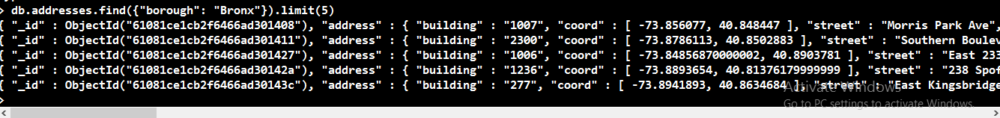 > db.addresses.find({"borough": "Bronx"}).limit(5)
{ "_id" : ObjectId("61081ce1cb2f6466ad301408"), "address" : { "building" : "1007", "coord" : [ -73.856077, 40.848447 ], "street" : "Morris Park Ave",
{ "_id" : ObjectId("61081ce1cb2f6466ad301411"), "address" : { "building" : "2300", "coord" : [ -73.8786113, 40.8502883 ], "street" : "Southern Boulev
{ "_id" : ObjectId("61081ce1cb2f6466ad301427"), "address" : { "building" : "1006", "coord" : [ -73.84856870000002, 40.8903781 ], "street" : "East 233
{ "_id" : ObjectId("61081ce1cb2f6466ad30142a"), "address" : { "building" : "1236", "coord" : [ -73.8893654, 40.81376179999999 ], "street" : "238 Spof
{ "_id" : ObjectId("61081ce1cb2f6466ad30143c"), "address" : { "building" : "277", "coord" : [ -73.8941893, 40.8634684 ], "street" : "East Kingsbridge
>
Activate Windows
Go to PC settings to activate Windows.